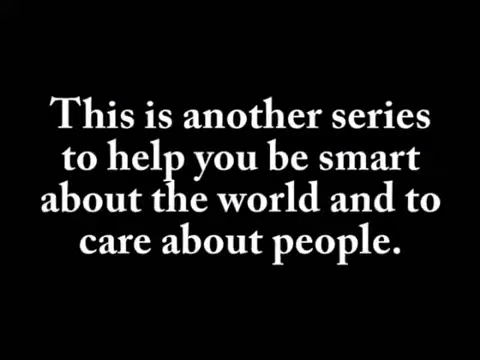 This is another series
to help you be smart
about the world and to
care about people.